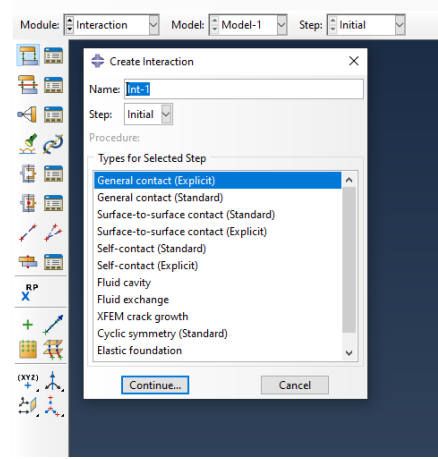 Module: Interaction Model: Model-1 Step: Initial
Create Interaction
Name: Int-1
Step: Initial
Procedure:
Types for Selected Step
General contact (Explicit)
General contact (Standard)
Surface-to-surface contact (Standard)
Surface-to-surface contact (Explicit)
Self-contact (Standard)
Self-contact (Explicit)
Fluid cavity
Fluid exchange
XFEM crack growth
Cyclic symmetry (Standard)
Elastic foundation
Continue... Cancel
RP
(XYZ)